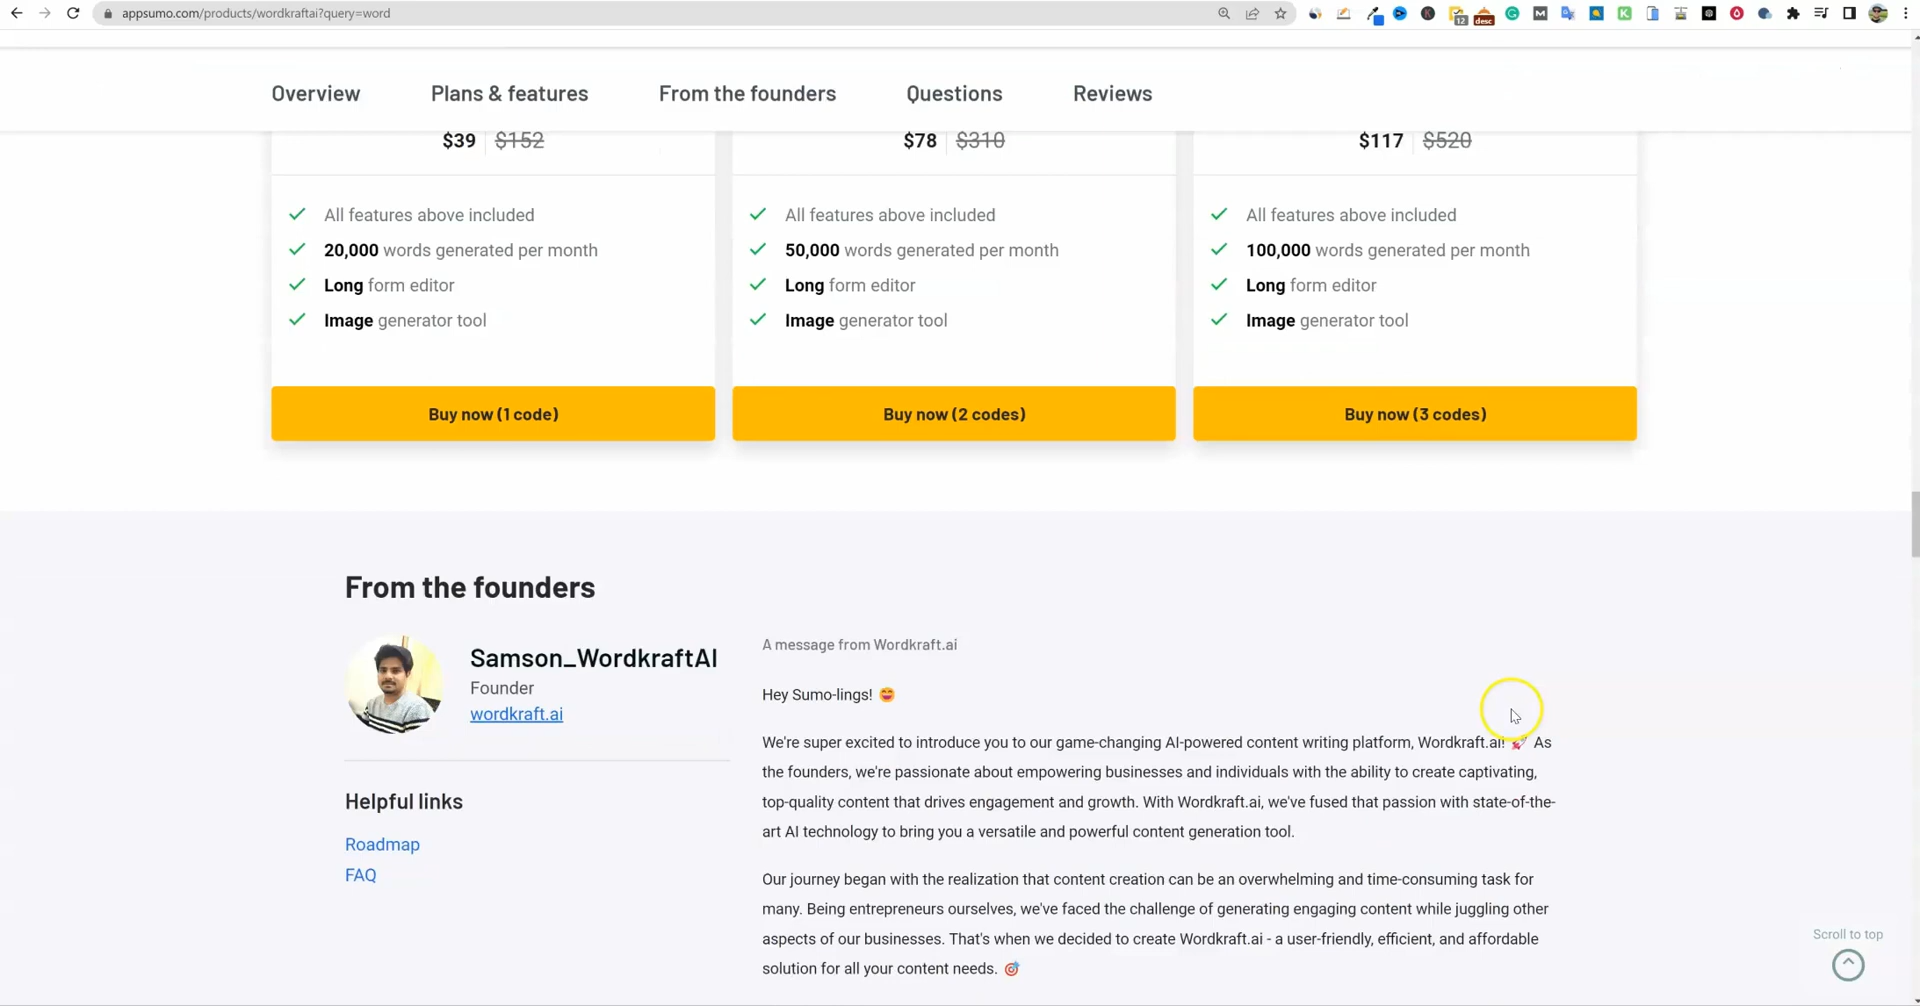 appsumo.com/products/wordkraftai?query=word
12
desc
Overview
Plans & features
From the founders
Questions
Reviews
$39 $152
$78 $310
$117 $520
All features above included
20,000 words generated per month
Long form editor
Image generator tool
Buy now (1 code)
All features above included
50,000 words generated per month
Long form editor
Image generator tool
Buy now (2 codes)
All features above included
100,000 words generated per month
Long form editor
Image generator tool
Buy now (3 codes)
From the founders
Samson_WordkraftAI
Founder
wordkraft.ai
Helpful links
Roadmap
FAQ
A message from Wordkraft.ai
Hey Sumo-lings! 😄
We're super excited to introduce you to our game-changing AI-powered content writing platform, Wordkraft.ai! 🚀 As
the founders, we're passionate about empowering businesses and individuals with the ability to create captivating,
top-quality content that drives engagement and growth. With Wordkraft.ai, we've fused that passion with state-of-the-
art AI technology to bring you a versatile and powerful content generation tool.
Our journey began with the realization that content creation can be an overwhelming and time-consuming task for
many. Being entrepreneurs ourselves, we've faced the challenge of generating engaging content while juggling other
aspects of our businesses. That's when we decided to create Wordkraft.ai - a user-friendly, efficient, and affordable
solution for all your content needs. 🎯
Scroll to top